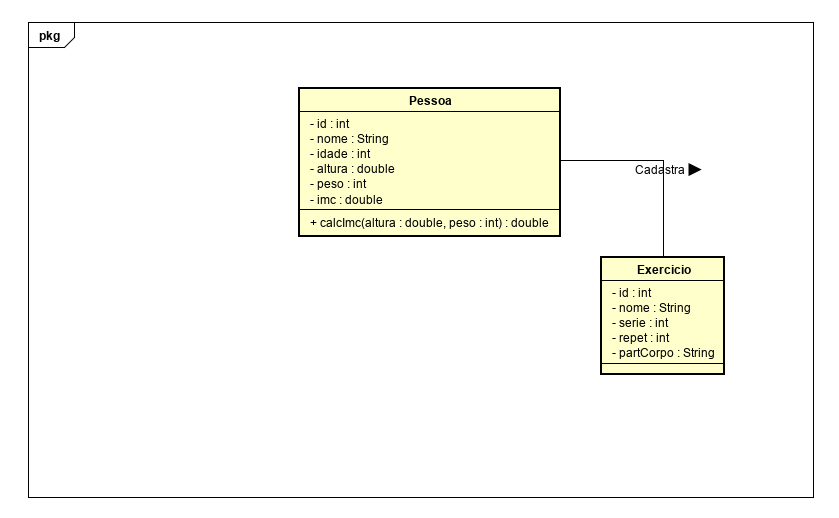 pkg
Pessoa
- id : int
- nome : String
- idade : int
- altura : double
- peso : int
- imc : double
+ calcImc(altura : double, peso : int) : double
Cadastra ▶
Exercicio
- id : int
- nome : String
- serie : int
- repet : int
- partCorpo : String